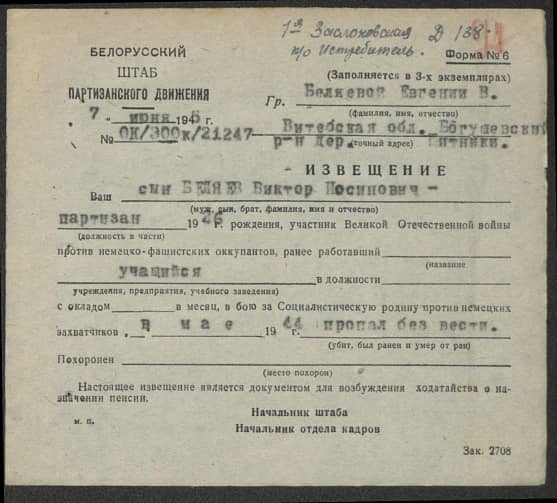 1я Заслоновская Д 138.
п/о Истребитель.
Форма № 6
БЕЛОРУССКИЙ
ШТАБ
ПАРТИЗАНСКОГО ДВИЖЕНИЯ
7 " июня 1945 г.
№ ОК/300к/21247
(Заполняется в 3-х экземплярах)
Гр. Беляевой Евгении В.
(фамилия, имя, отчество)
Витебская обл. Богушевский
р-н дер. (точный адрес)
ИЗВЕЩЕНИЕ
Ваш сын БЕЛЯЕВ Виктор Иосипович -
(муж, сын, брат, фамилия, имя и отчество)
партизан 1926 г. рождения, участник Великой Отечественной войны
(должность в части)
против немецко-фашистских оккупантов, ранее работавший
(название
учащийся в должности
учреждения, предприятия, учебного заведения)
с окладом в месяц, в бою за Социалистическую родину против немецких
захватчиков „ в мае 1944 г. пропал без вести.
(убит, был ранен и умер от ран)
Похоронен
(место похорон)
Настоящее извещение является документом для возбуждения ходатайства о на-
значении пенсии.
Начальник штаба
м. п.
Начальник отдела кадров
Зак. 2708